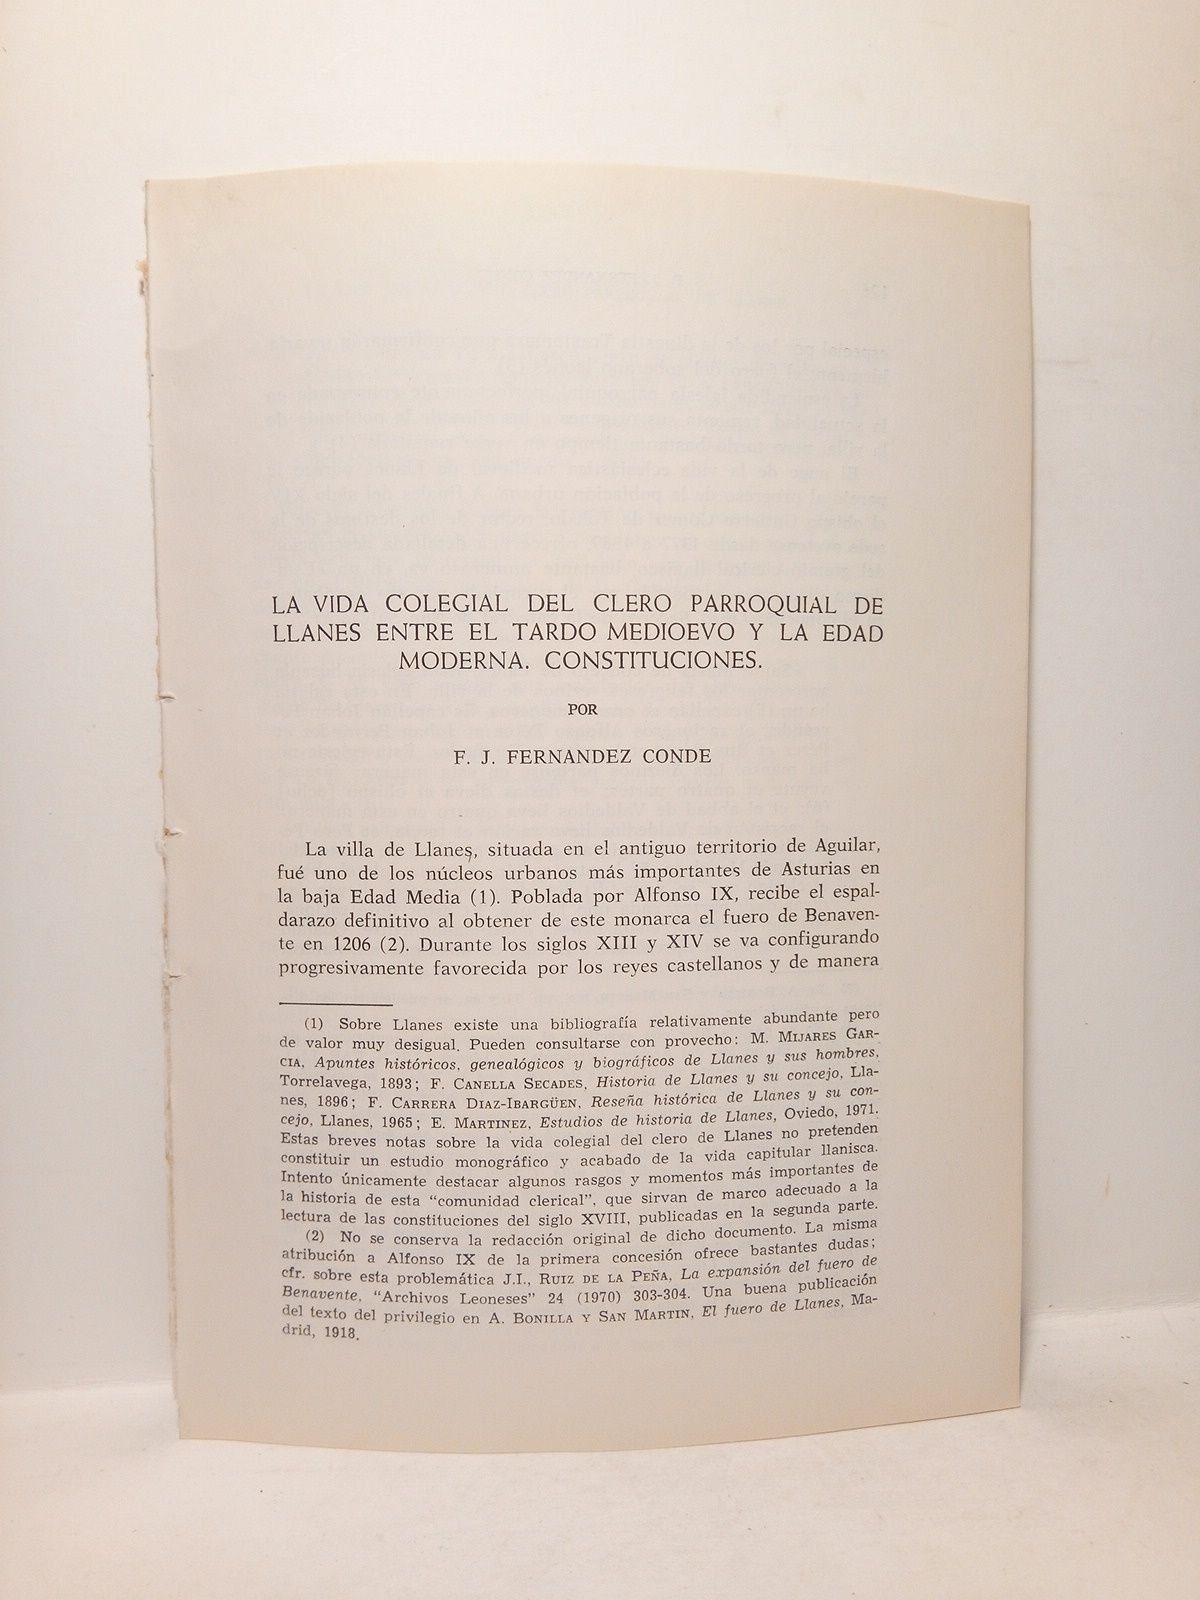 LA VIDA COLEGIAL DEL CLERO PARROQUIAL DE
LLANES ENTRE EL TARDO MEDIOEVO Y LA EDAD
MODERNA. CONSTITUCIONES.
POR
F. J. FERNANDEZ CONDE
La villa de Llanes, situada en el antiguo territorio de Aguilar,
fué uno de los núcleos urbanos más importantes de Asturias en
la baja Edad Media (1). Poblada por Alfonso IX, recibe el espal-
darazo definitivo al obtener de este monarca el fuero de Benaven-
te en 1206 (2). Durante los siglos XIII y XIV se va configurando
progresivamente favorecida por los reyes castellanos y de manera
(1) Sobre Llanes existe una bibliografía relativamente abundante pero
de valor muy desigual. Pueden consultarse con provecho: M. MIJARES GAR-
CIA, Apuntes históricos, genealógicos y biográficos de Llanes y sus hombres,
Torrelavega, 1893; F. CANELLA SECADES, Historia de Llanes y su concejo, Lla-
nes, 1896; F. CARRERA DIAZ-IBARGÜEN, Reseña histórica de Llanes y su con-
cejo, Llanes, 1965; E. MARTINEZ, Estudios de historia de Llanes, Oviedo, 1971.
Estas breves notas sobre la vida colegial del clero de Llanes no pretenden
constituir un estudio monográfico y acabado de la vida capitular llanisca.
Intento únicamente destacar algunos rasgos y momentos más importantes de
la historia de esta "comunidad clerical", que sirvan de marco adecuado a la
lectura de las constituciones del siglo XVIII, publicadas en la segunda parte.
(2) No se conserva la redacción original de dicho documento. La misma
atribución a Alfonso IX de la primera concesión ofrece bastantes dudas;
cfr. sobre esta problemática J.I., RUIZ DE LA PEÑA, La expansión del fuero de
Benavente, "Archivos Leoneses" 24 (1970) 303-304. Una buena publicación
del texto del privilegio en A. BONILLA Y SAN MARTIN, El fuero de Llanes, Ma-
drid, 1918.